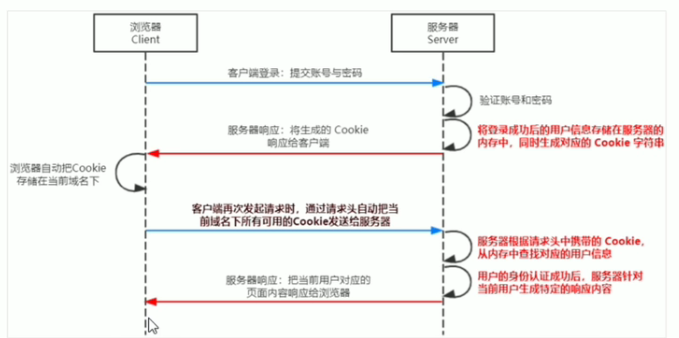 浏览器
Client
服务器
Server
客户端登录：提交账号与密码
验证账号和密码
服务器响应：将生成的 Cookie
响应给客户端
将登录成功后的用户信息存储在服务器的
内存中，同时生成对应的 Cookie 字符串
浏览器自动把Cookie
存储在当前域名下
客户端再次发起请求时，通过请求头自动把当
前域名下所有可用的Cookie发送给服务器
服务器根据请求头中携带的 Cookie，
从内存中查找对应的用户信息
用户的身份认证成功后，服务器针对
当前用户生成特定的响应内容
服务器响应：把当前用户对应的
页面内容响应给浏览器